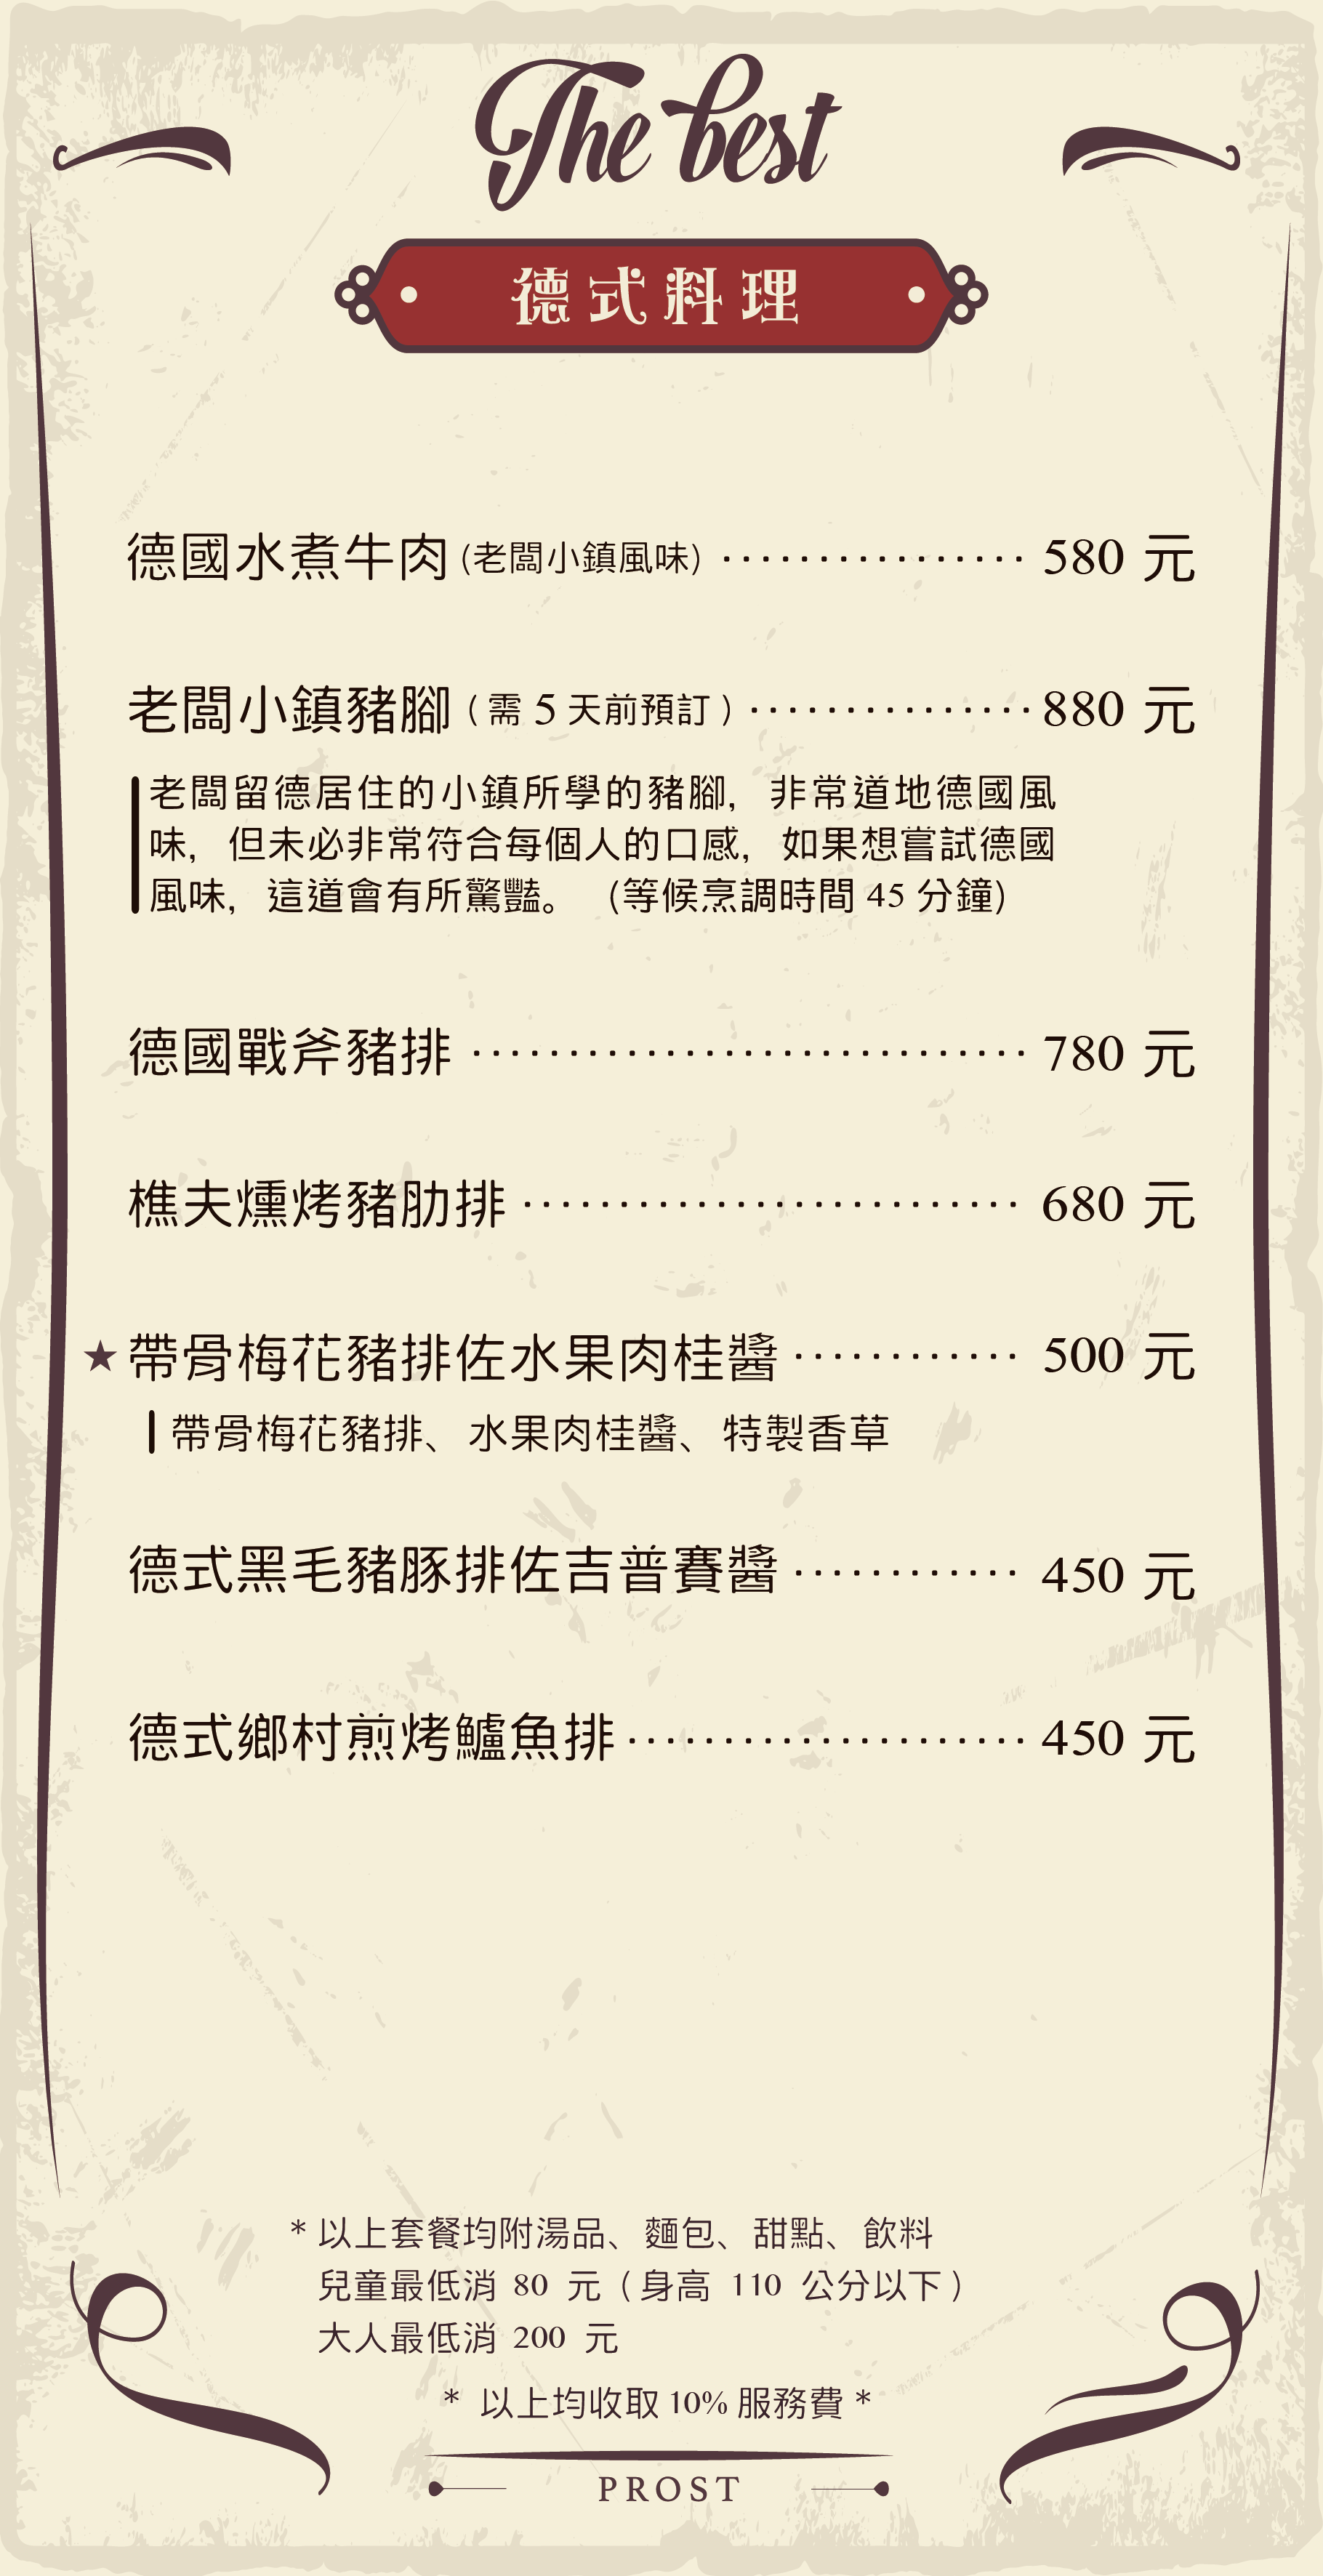 The best
德式料理
德國水煮牛肉 (老闆小鎮風味) ··············· 580 元
老闆小鎮豬腳 ( 需 5 天前預訂 ) ··············· 880 元
老闆留德居住的小鎮所學的豬腳，非常道地德國風
味，但未必非常符合每個人的口感，如果想嘗試德國
風味，這道會有所驚豔。 (等候烹調時間 45 分鐘)
德國戰斧豬排 ····························· 780 元
樵夫燻烤豬肋排 ·························· 680 元
★帶骨梅花豬排佐水果肉桂醬 ············ 500 元
帶骨梅花豬排、水果肉桂醬、特製香草
德式黑毛豬豚排佐吉普賽醬 ············ 450 元
德式鄉村煎烤鱸魚排 ····················· 450 元
* 以上套餐均附湯品、麵包、甜點、飲料
兒童最低消 80 元 ( 身高 110 公分以下 )
大人最低消 200 元
* 以上均收取 10% 服務費 *
PROST